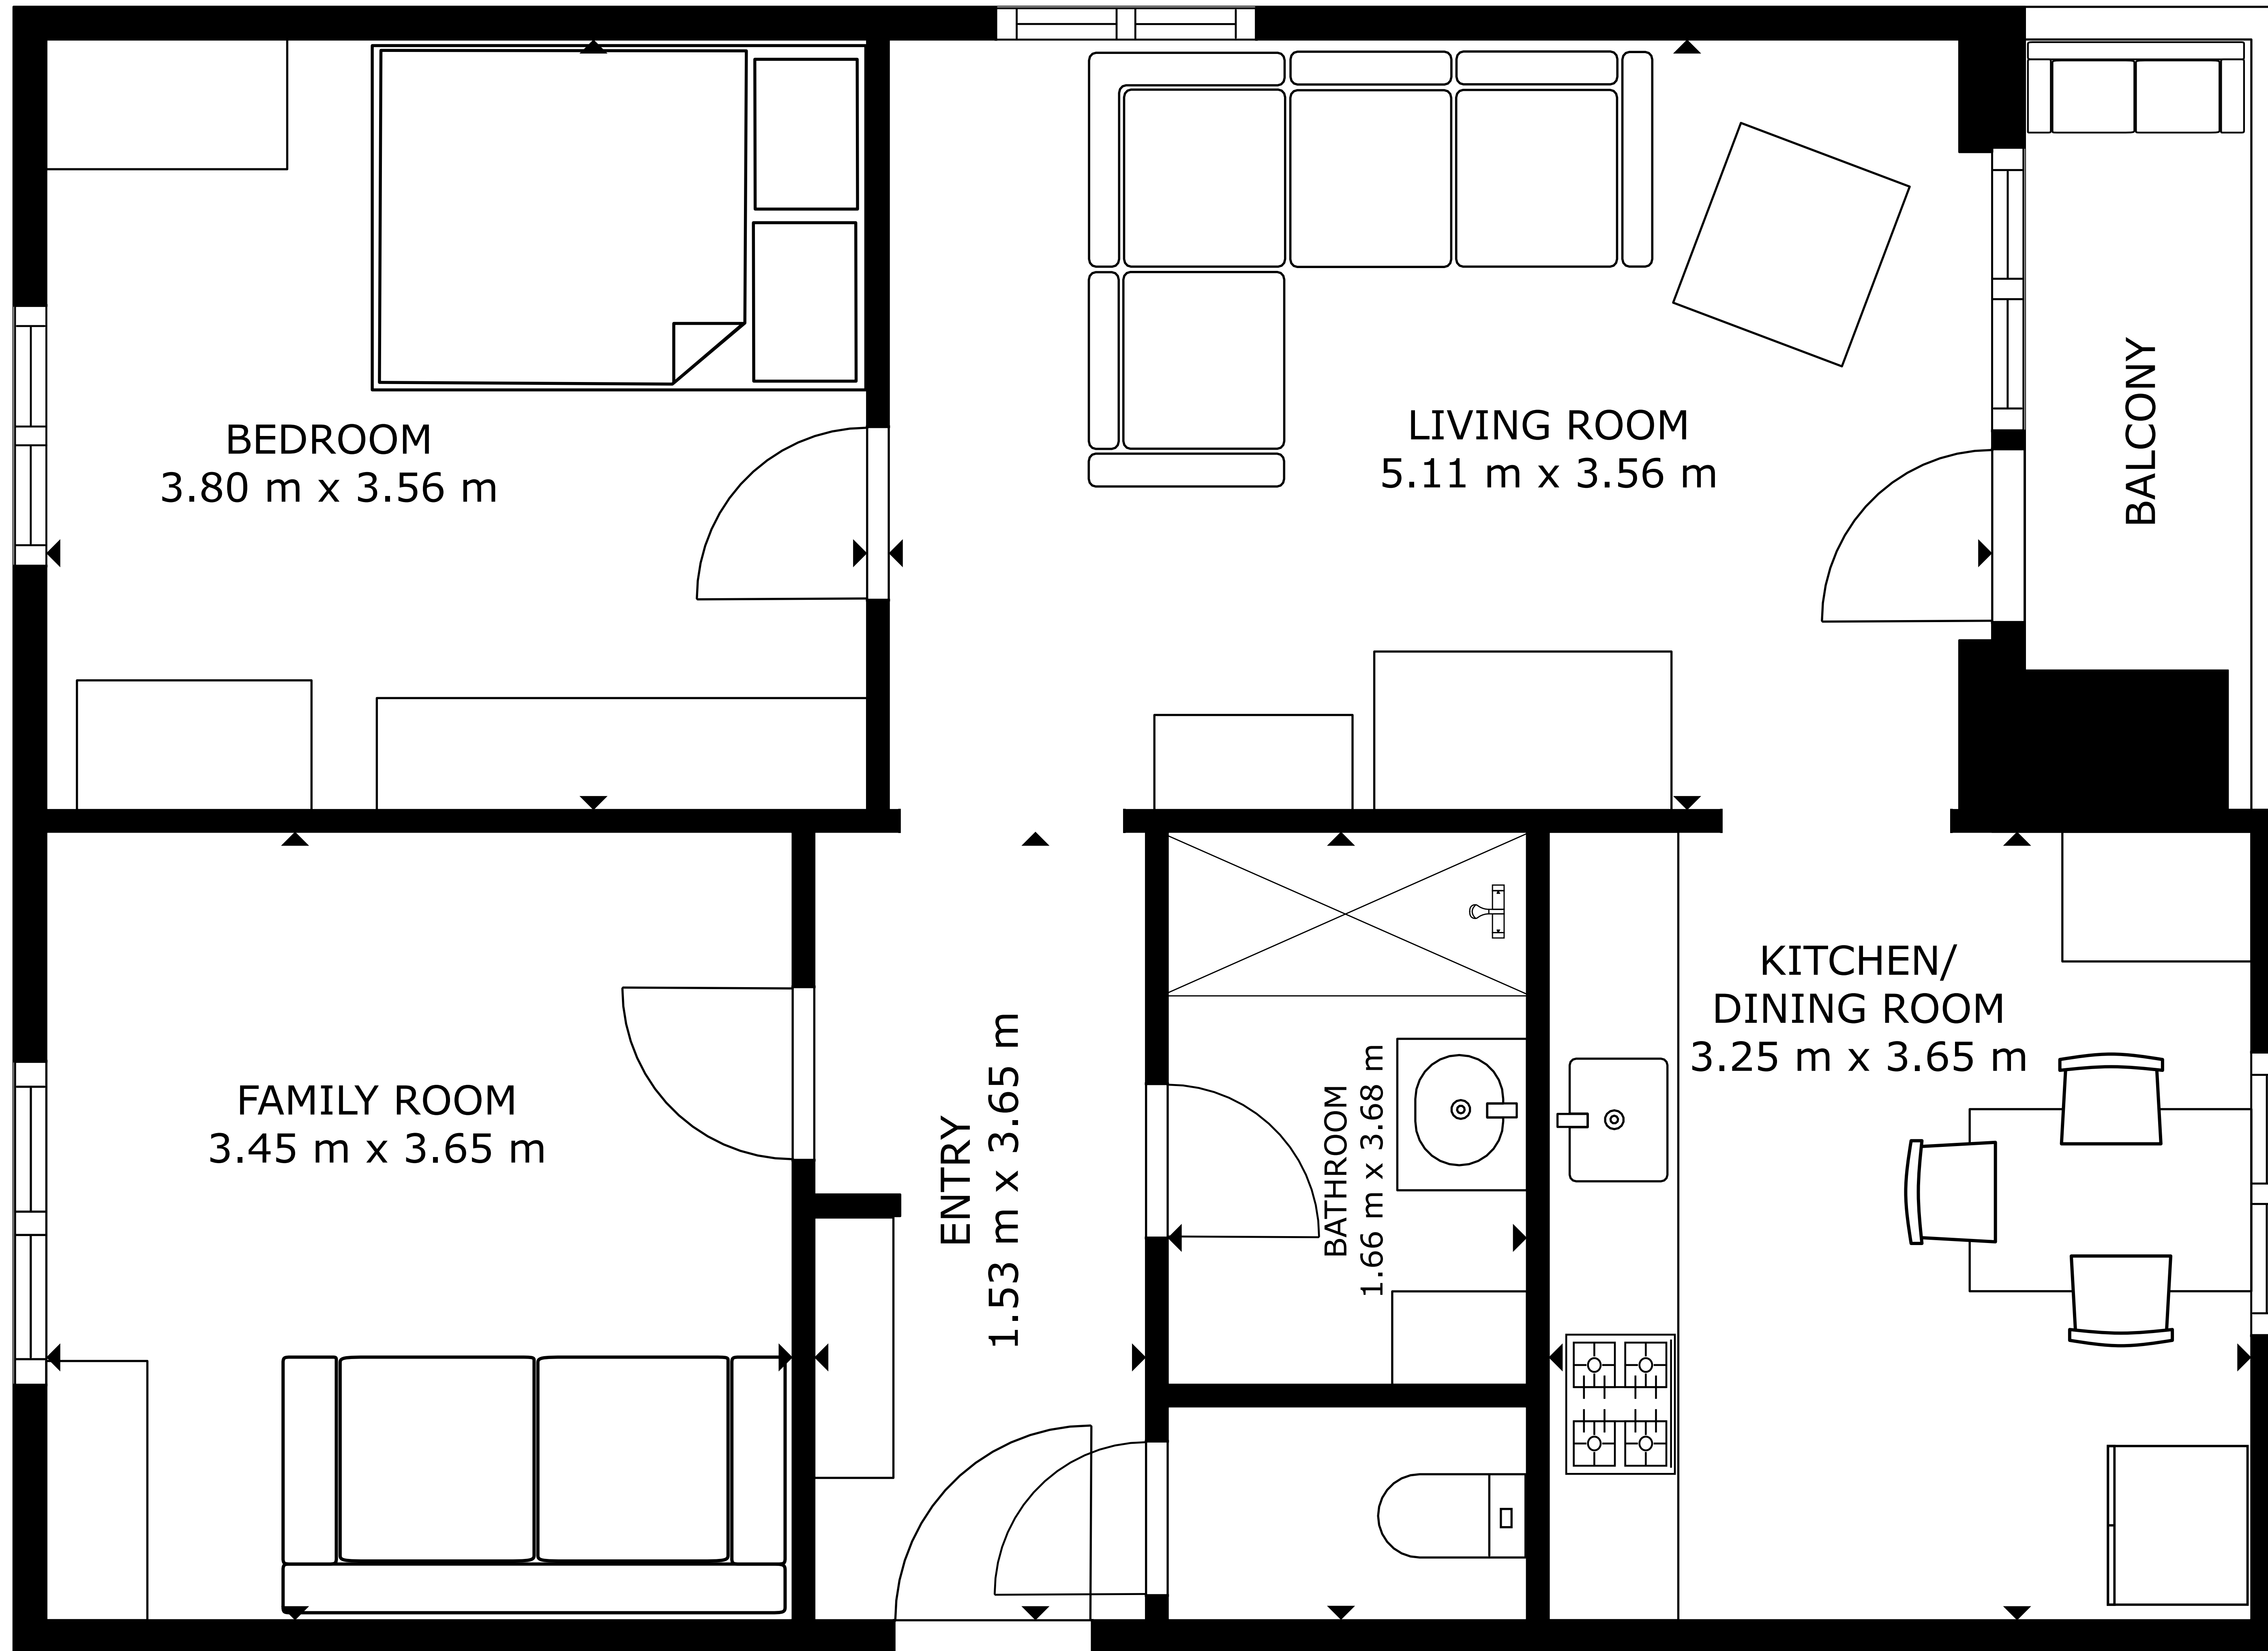 BEDROOM
3.80 m x 3.56 m
LIVING ROOM
5.11 m x 3.56 m
BALCONY
FAMILY ROOM
3.45 m x 3.65 m
ENTRY
1.53 m x 3.65 m
BATHROOM
1.66 m x 3.68 m
KITCHEN/
DINING ROOM
3.25 m x 3.65 m